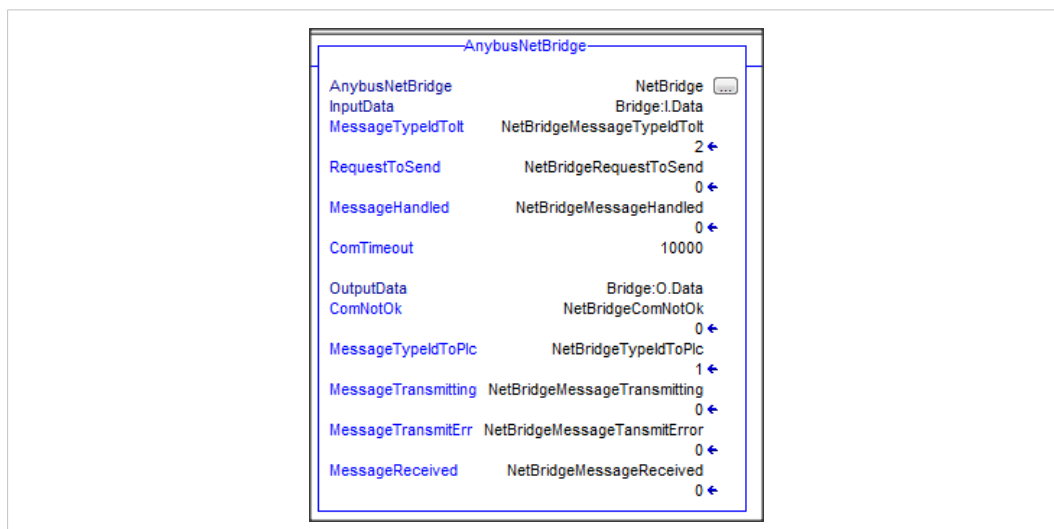 AnybusNetBridge
AnybusNetBridge NetBridge ...
InputData Bridge:I.Data
MessageTypeIdToIt NetBridgeMessageTypeIdToIt
2
RequestToSend NetBridgeRequestToSend
0
MessageHandled NetBridgeMessageHandled
0
ComTimeout 10000
OutputData Bridge:O.Data
ComNotOk NetBridgeComNotOk
0
MessageTypeIdToPlc NetBridgeTypeIdToPlc
1
MessageTransmitting NetBridgeMessageTransmitting
0
MessageTransmitErr NetBridgeMessageTansmitError
0
MessageReceived NetBridgeMessageReceived
0